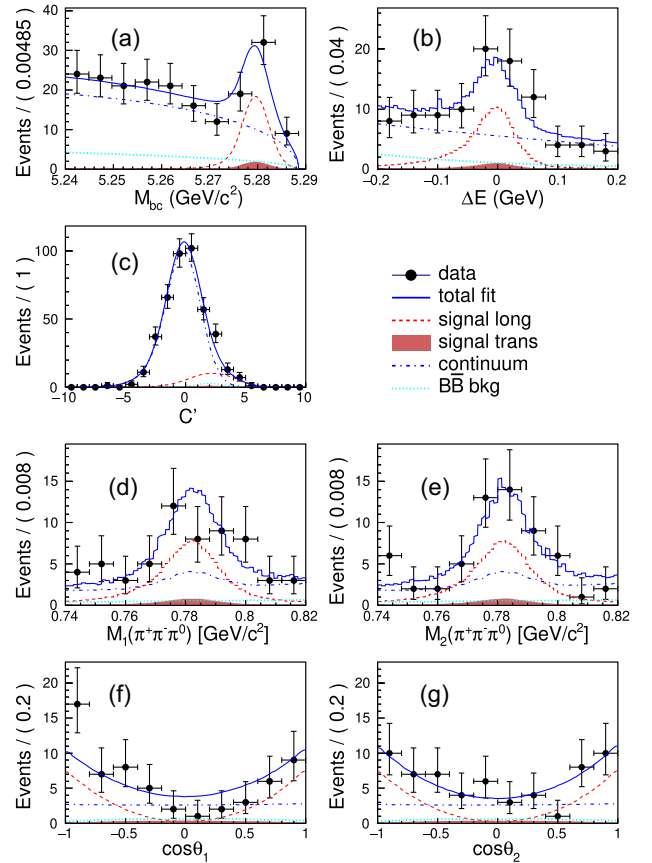 (a)
Events / ( 0.00485 )
0 10 20 30 40
5.24 5.25 5.26 5.27 5.28 5.29
M_bc (GeV/c²)
(b)
Events / ( 0.04 )
0 10 20
−0.2 −0.1 0 0.1 0.2
ΔE (GeV)
(c)
Events / ( 1 )
0 50 100
−10 −5 0 5 10
C'
data
total fit
signal long
signal trans
continuum
BB̅ bkg
(d)
Events / ( 0.008 )
0 5 10 15
0.74 0.76 0.78 0.8 0.82
M₁(π⁺π⁻π⁰) [GeV/c²]
(e)
Events / ( 0.008 )
0 5 10 15
0.74 0.76 0.78 0.8 0.82
M₂(π⁺π⁻π⁰) [GeV/c²]
(f)
Events / ( 0.2 )
0 5 10 15 20
−1 −0.5 0 0.5 1
cosθ₁
(g)
Events / ( 0.2 )
0 5 10 15 20
−1 −0.5 0 0.5 1
cosθ₂